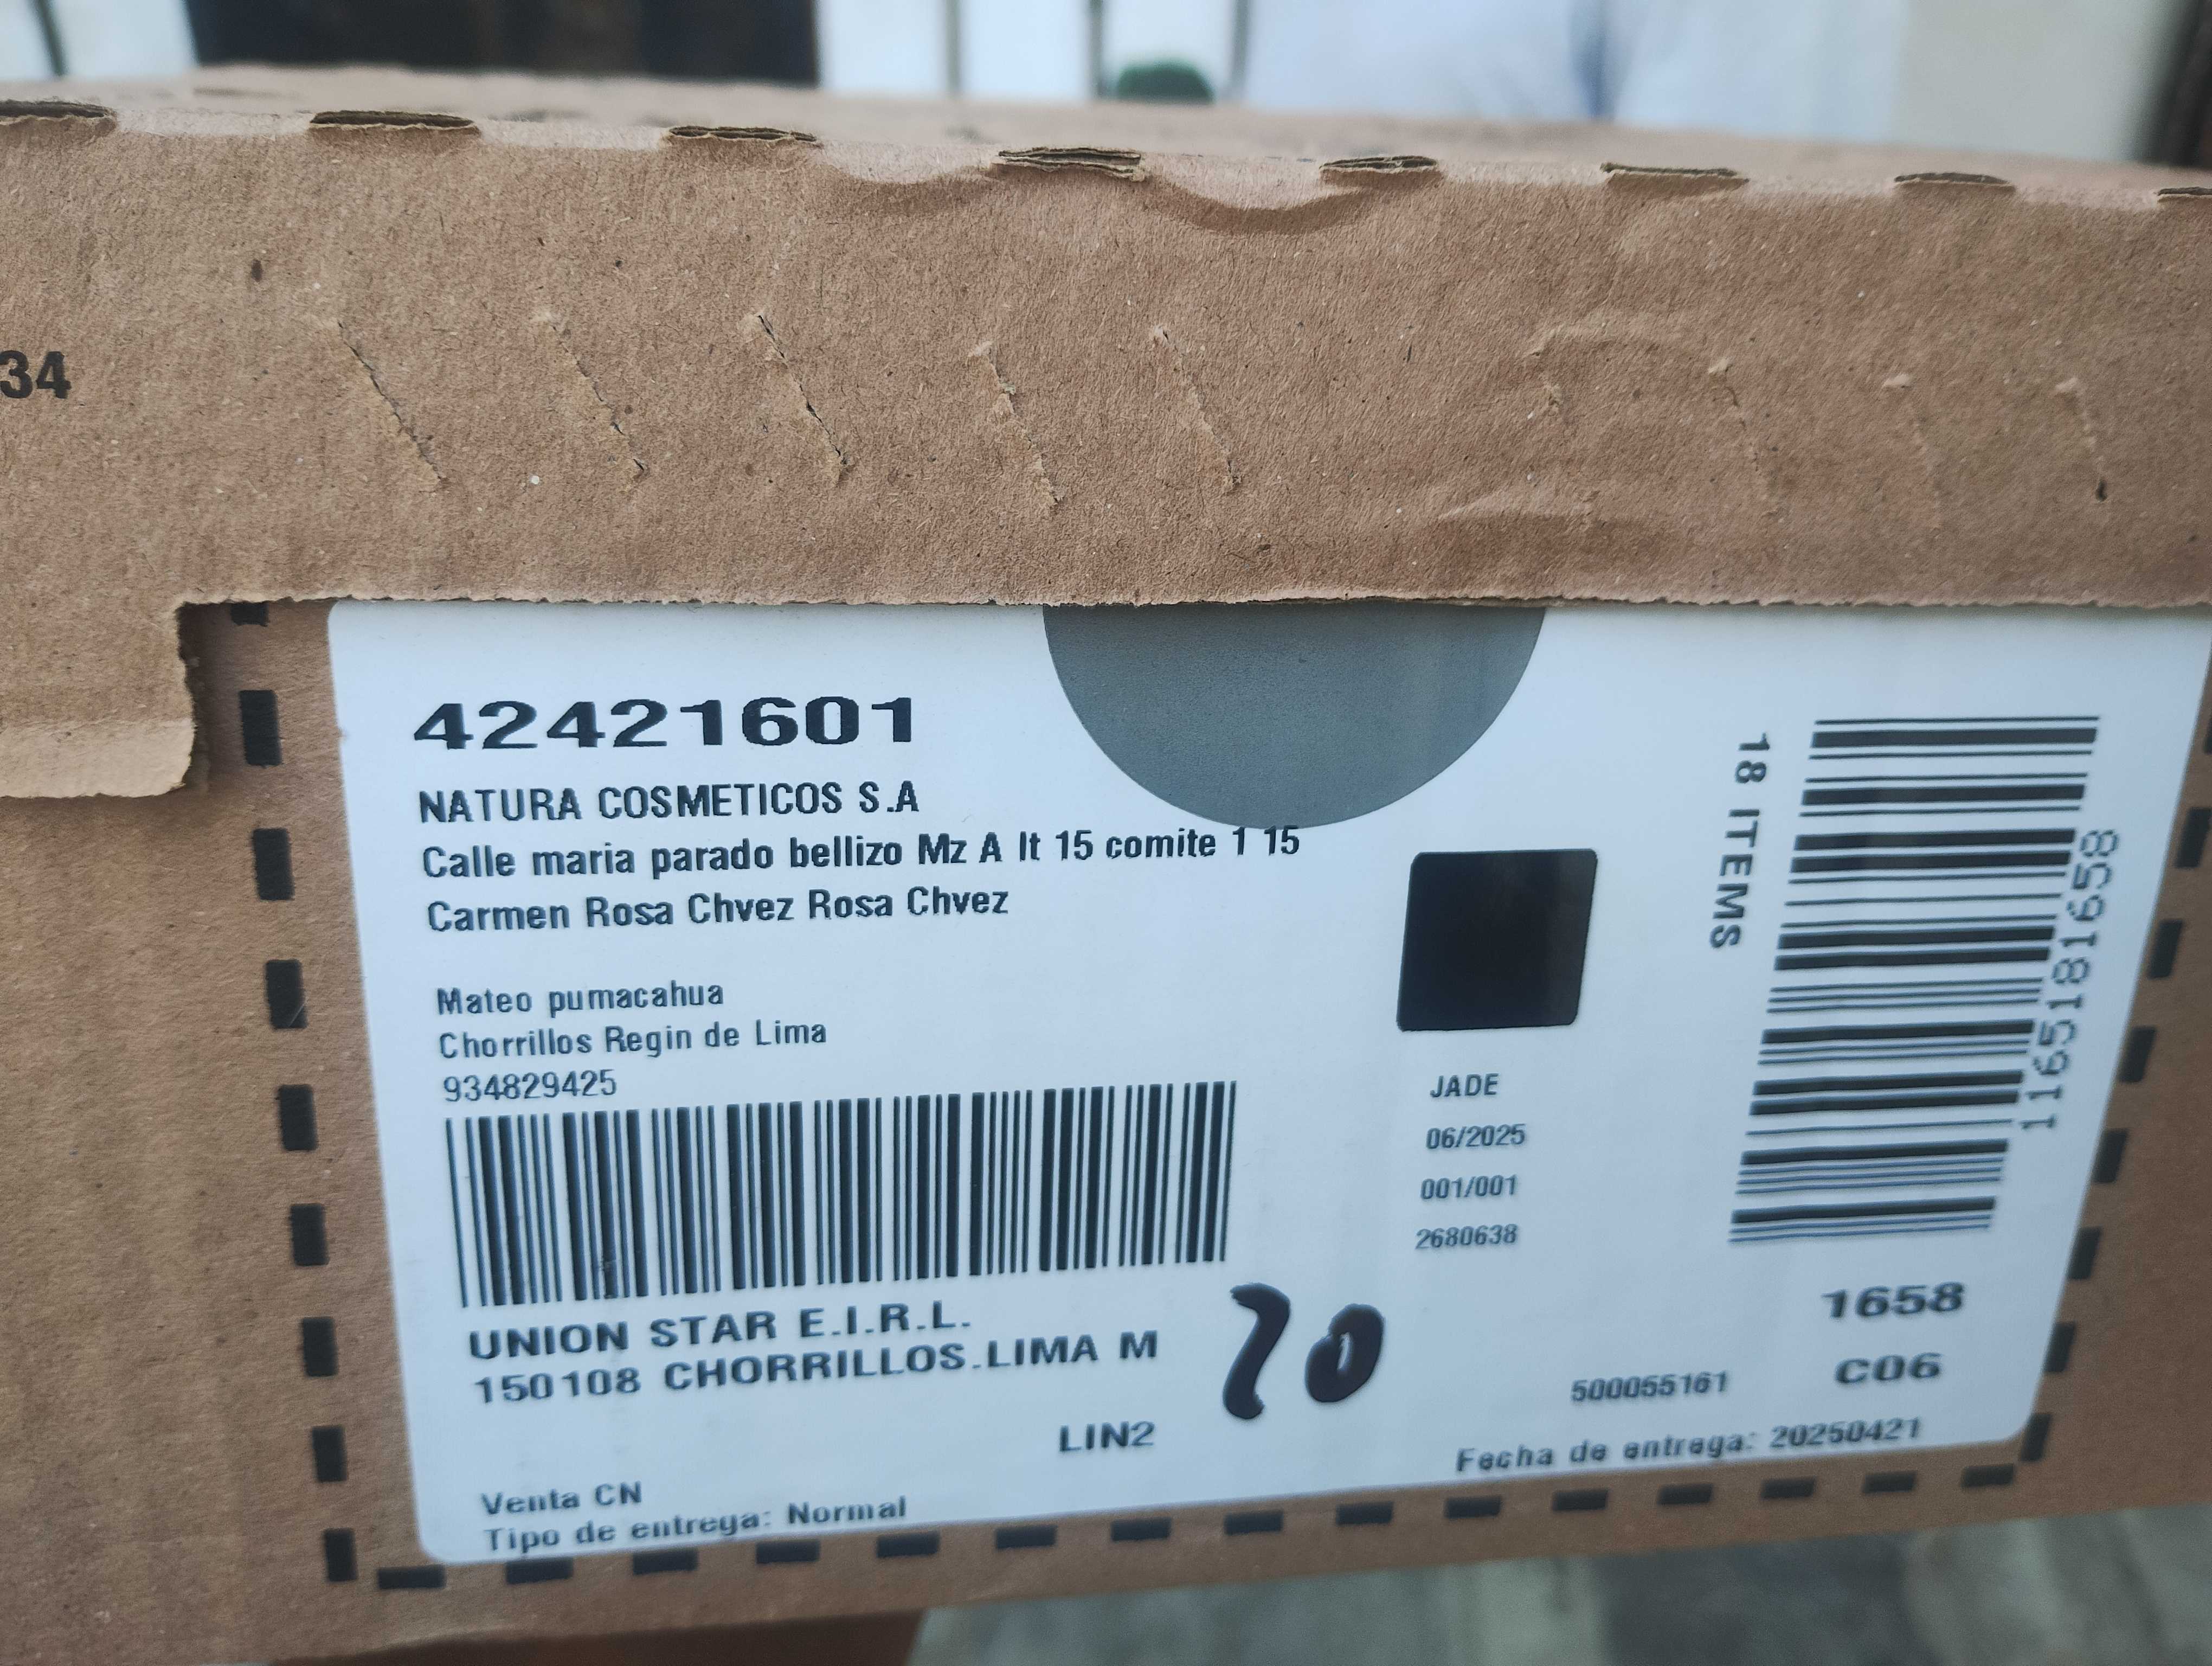 34
42421601
NATURA COSMETICOS S.A
Calle maria parado bellizo Mz A lt 15 comite 1 15
Carmen Rosa Chvez Rosa Chvez
Mateo pumacahua
Chorrillos Regin de Lima
934829425
UNION STAR E.I.R.L.
150108 CHORRILLOS.LIMA M
LIN2
Venta CN
Tipo de entrega: Normal
20
JADE
06/2025
001/001
2680638
18 ITEMS
1165181658
1658
C06
500055161
Fecha de entrega: 20250421